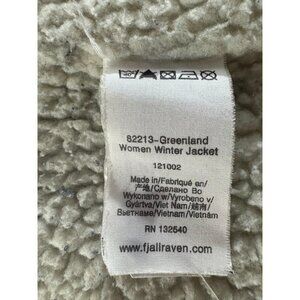 82213-Greenland
Women Winter Jacket
121002
Made in/Fabriqué en/
产地/Сделано Во
Wykonano w/Vyrobeno v/
Gyártva/Viet Nam/越南/
Вьетнаме/Vietnam/Vietnam
RN 132540
www.fjallraven.com